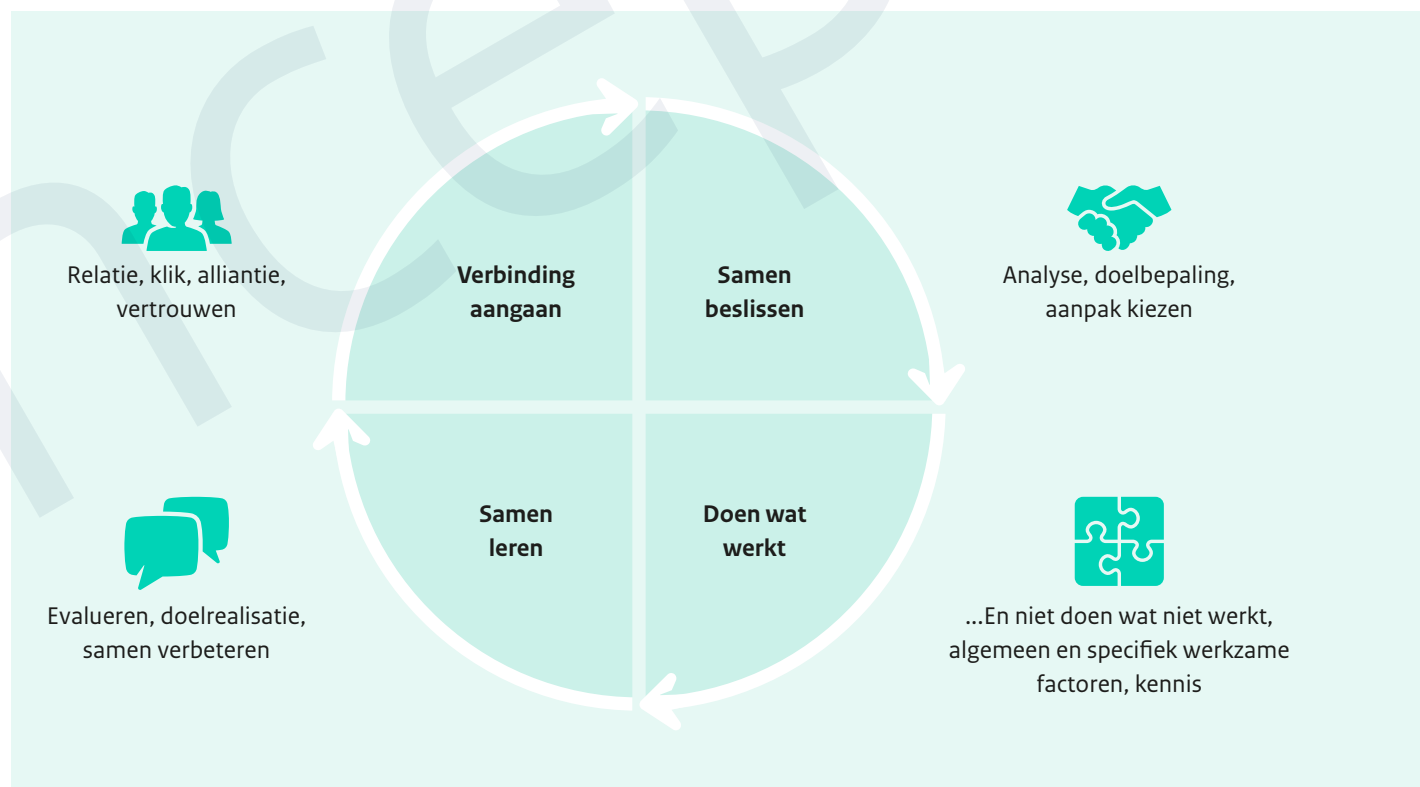 Relatie, klik, alliantie,
vertrouwen
Verbinding
aangaan
Samen
beslissen
Analyse, doelbepaling,
aanpak kiezen
Samen
leren
Doen wat
werkt
Evalueren, doelrealisatie,
samen verbeteren
...En niet doen wat niet werkt,
algemeen en specifiek werkzame
factoren, kennis
ncep